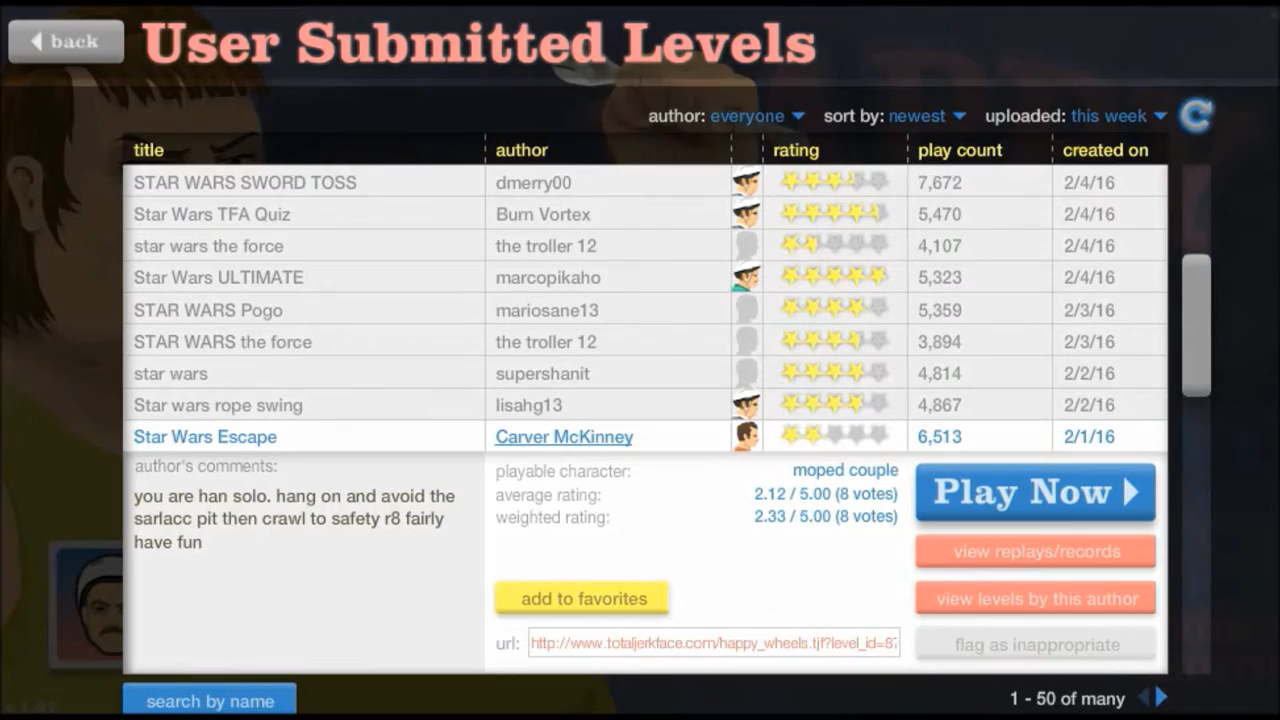 back
User Submitted Levels
author: everyone sort by: newest uploaded: this week
title author rating play count created on
STAR WARS SWORD TOSS dmerry00 7,672 2/4/16
Star Wars TFA Quiz Burn Vortex 5,470 2/4/16
star wars the force the troller 12 4,107 2/4/16
Star Wars ULTIMATE marcopikaho 5,323 2/4/16
STAR WARS Pogo mariosane13 5,359 2/3/16
STAR WARS the force the troller 12 3,894 2/3/16
star wars supershanit 4,814 2/2/16
Star wars rope swing lisahg13 4,867 2/2/16
Star Wars Escape Carver McKinney 6,513 2/1/16
author's comments:
you are han solo. hang on and avoid the
sarlacc pit then crawl to safety r8 fairly
have fun
playable character: moped couple
average rating: 2.12 / 5.00 (8 votes)
weighted rating: 2.33 / 5.00 (8 votes)
add to favorites
url: http://www.totaljerkface.com/happy_wheels.tjf?level_id=87
Play Now
view replays/records
view levels by this author
flag as inappropriate
search by name
1 - 50 of many